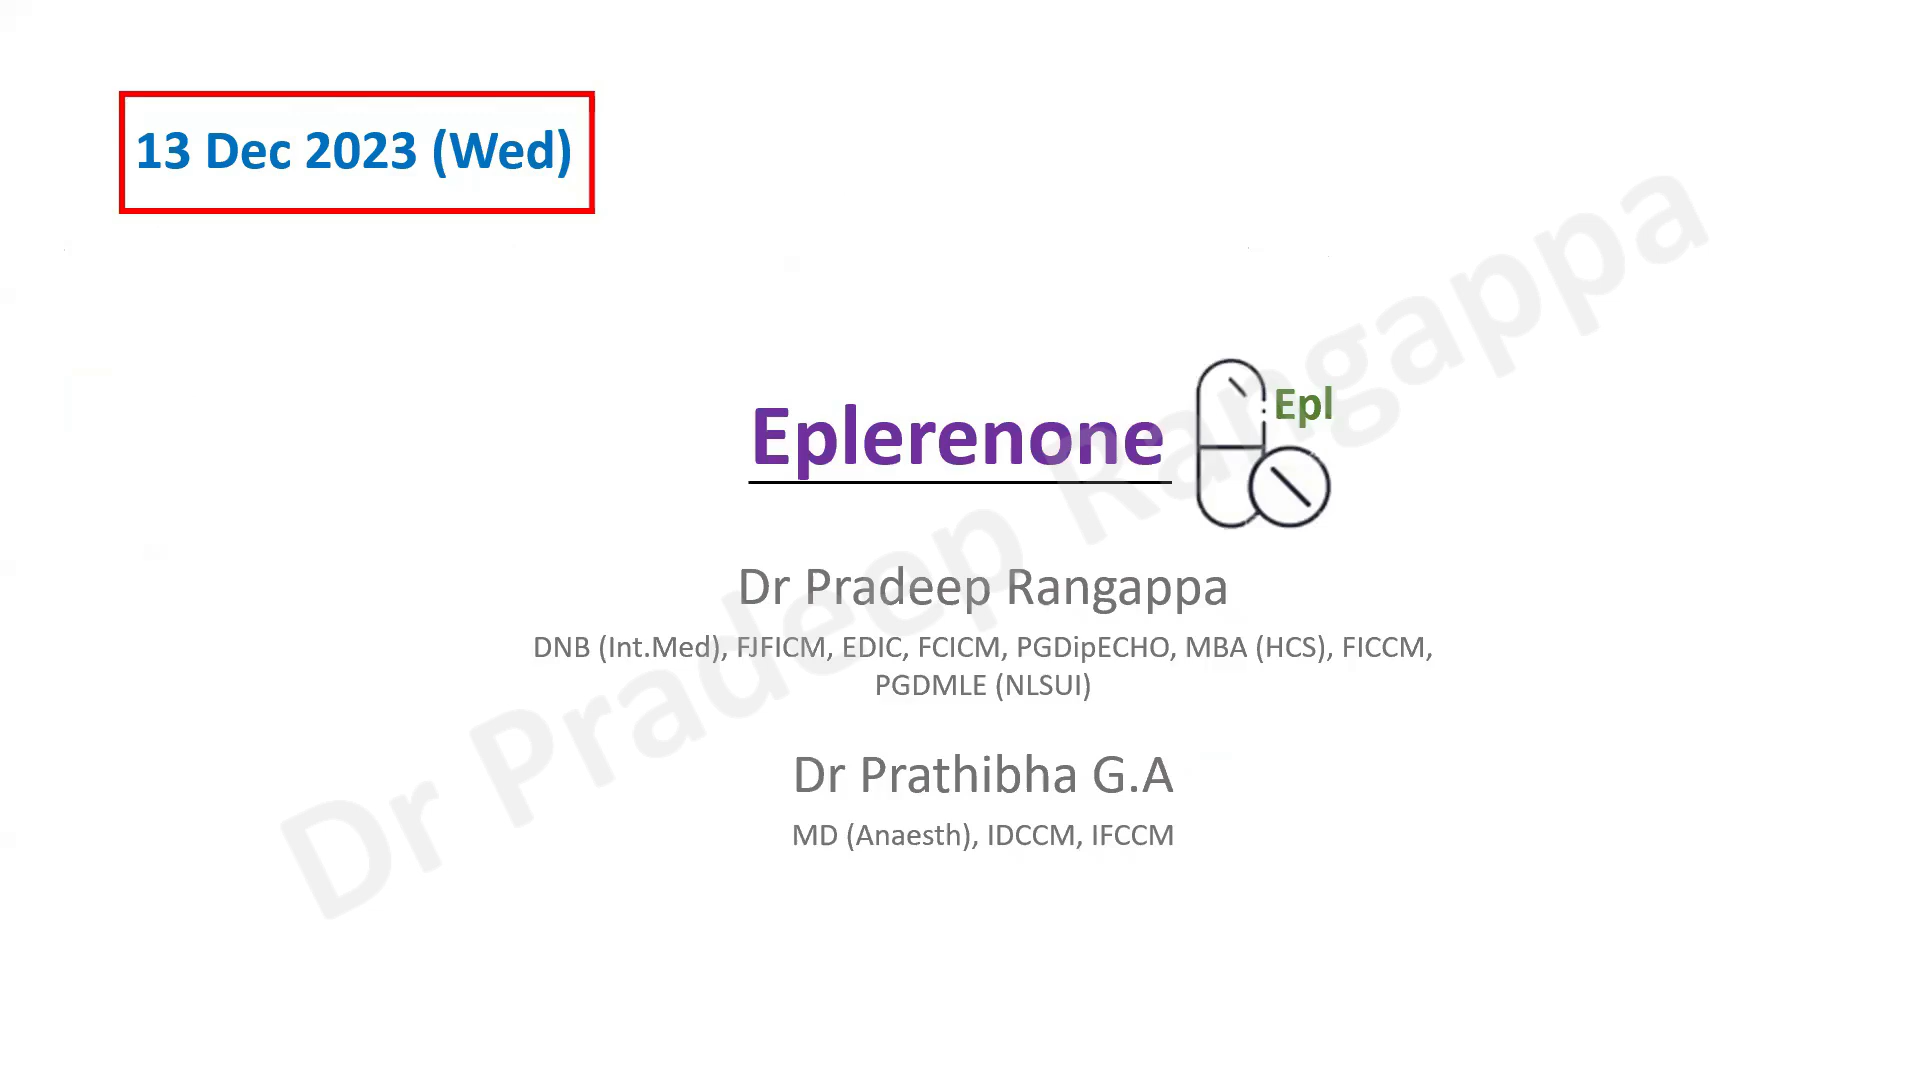 13 Dec 2023 (Wed)
Eplerenone
Epl
Dr Pradeep Rangappa
DNB (Int.Med), FJFICM, EDIC, FCICM, PGDipECHO, MBA (HCS), FICCM,
PGDMLE (NLSUI)
Dr Prathibha G.A
MD (Anaesth), IDCCM, IFCCM
Dr Pradeep Rangappa